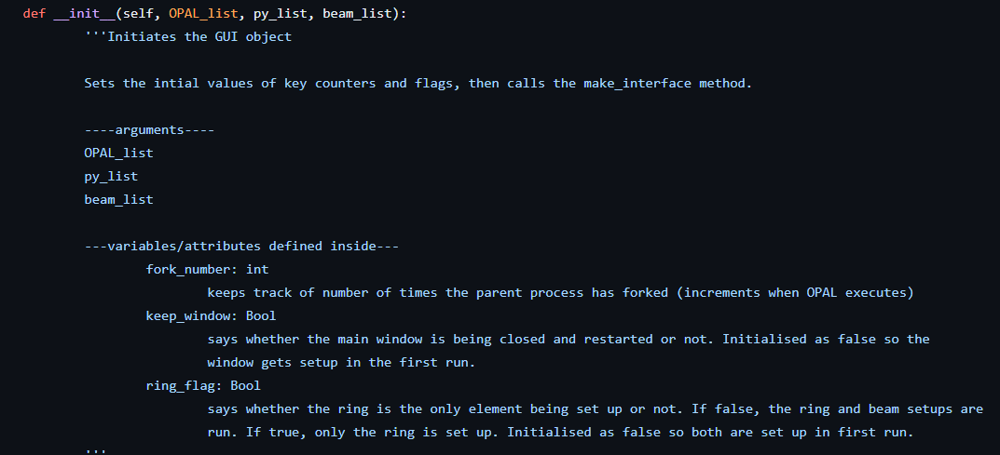 def __init__(self, OPAL_list, py_list, beam_list):
'''Initiates the GUI object
Sets the intial values of key counters and flags, then calls the make_interface method.
----arguments----
OPAL_list
py_list
beam_list
---variables/attributes defined inside---
fork_number: int
keeps track of number of times the parent process has forked (increments when OPAL executes)
keep_window: Bool
says whether the main window is being closed and restarted or not. Initialised as false so the
window gets setup in the first run.
ring_flag: Bool
says whether the ring is the only element being set up or not. If false, the ring and beam setups are
run. If true, only the ring is set up. Initialised as false so both are set up in first run.
'''